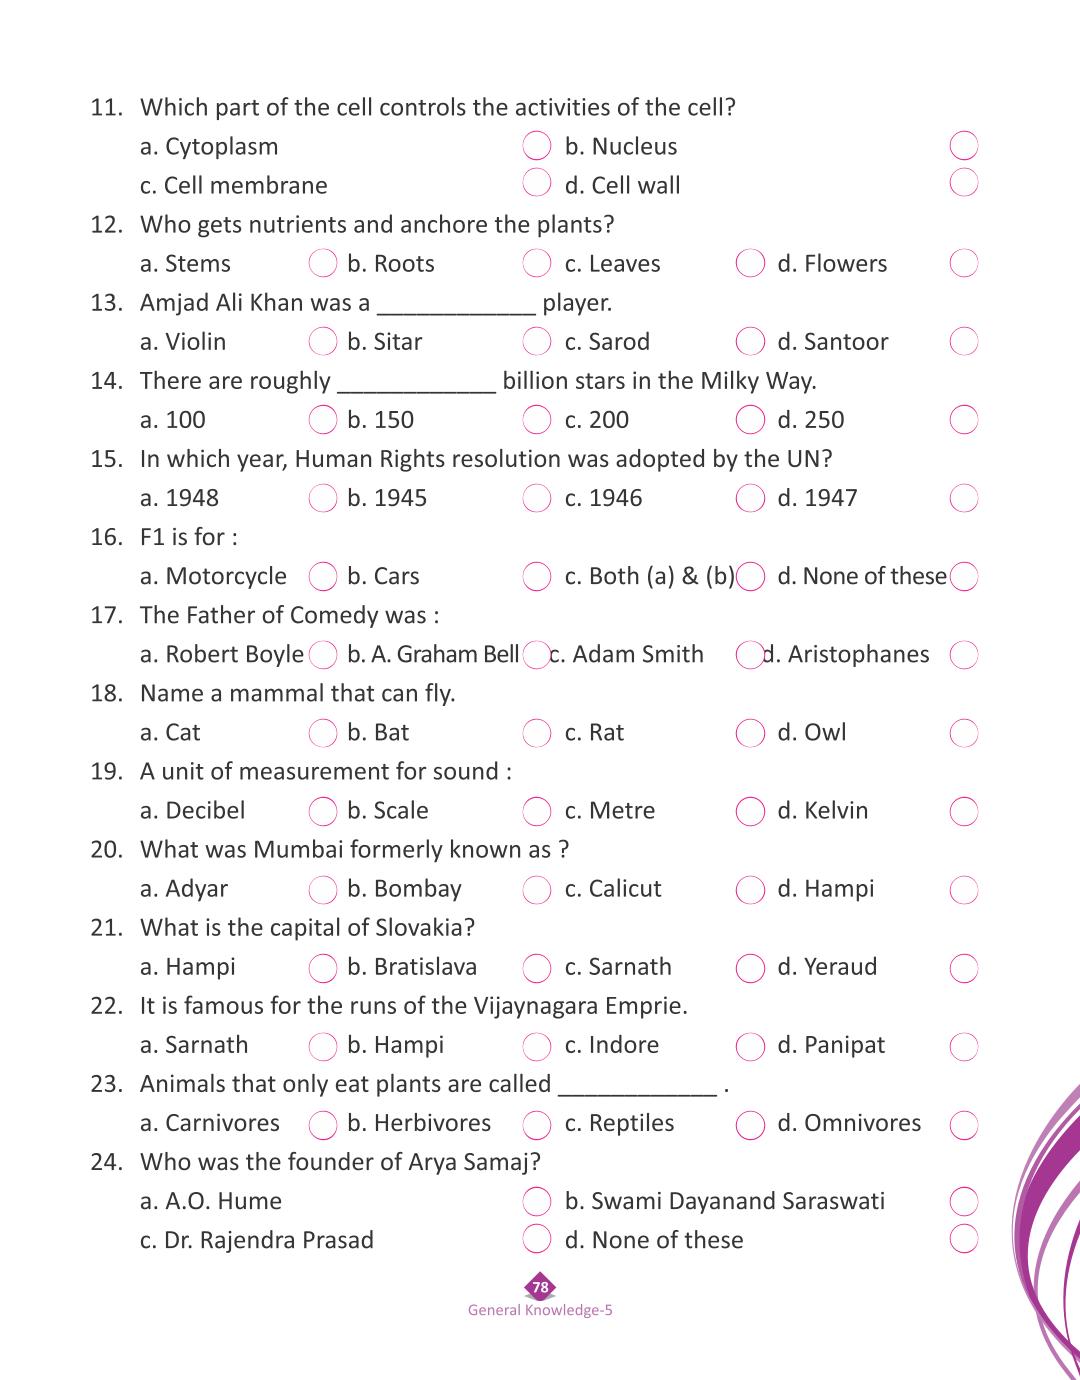 11. Which part of the cell controls the activities of the cell?
a. Cytoplasm b. Nucleus
c. Cell membrane d. Cell wall
12. Who gets nutrients and anchore the plants?
a. Stems b. Roots c. Leaves d. Flowers
13. Amjad Ali Khan was a ____________ player.
a. Violin b. Sitar c. Sarod d. Santoor
14. There are roughly ____________ billion stars in the Milky Way.
a. 100 b. 150 c. 200 d. 250
15. In which year, Human Rights resolution was adopted by the UN?
a. 1948 b. 1945 c. 1946 d. 1947
16. F1 is for :
a. Motorcycle b. Cars c. Both (a) & (b) d. None of these
17. The Father of Comedy was :
a. Robert Boyle b. A. Graham Bell c. Adam Smith d. Aristophanes
18. Name a mammal that can fly.
a. Cat b. Bat c. Rat d. Owl
19. A unit of measurement for sound :
a. Decibel b. Scale c. Metre d. Kelvin
20. What was Mumbai formerly known as ?
a. Adyar b. Bombay c. Calicut d. Hampi
21. What is the capital of Slovakia?
a. Hampi b. Bratislava c. Sarnath d. Yeraud
22. It is famous for the runs of the Vijaynagara Emprie.
a. Sarnath b. Hampi c. Indore d. Panipat
23. Animals that only eat plants are called ____________ .
a. Carnivores b. Herbivores c. Reptiles d. Omnivores
24. Who was the founder of Arya Samaj?
a. A.O. Hume b. Swami Dayanand Saraswati
c. Dr. Rajendra Prasad d. None of these
78
General Knowledge-5